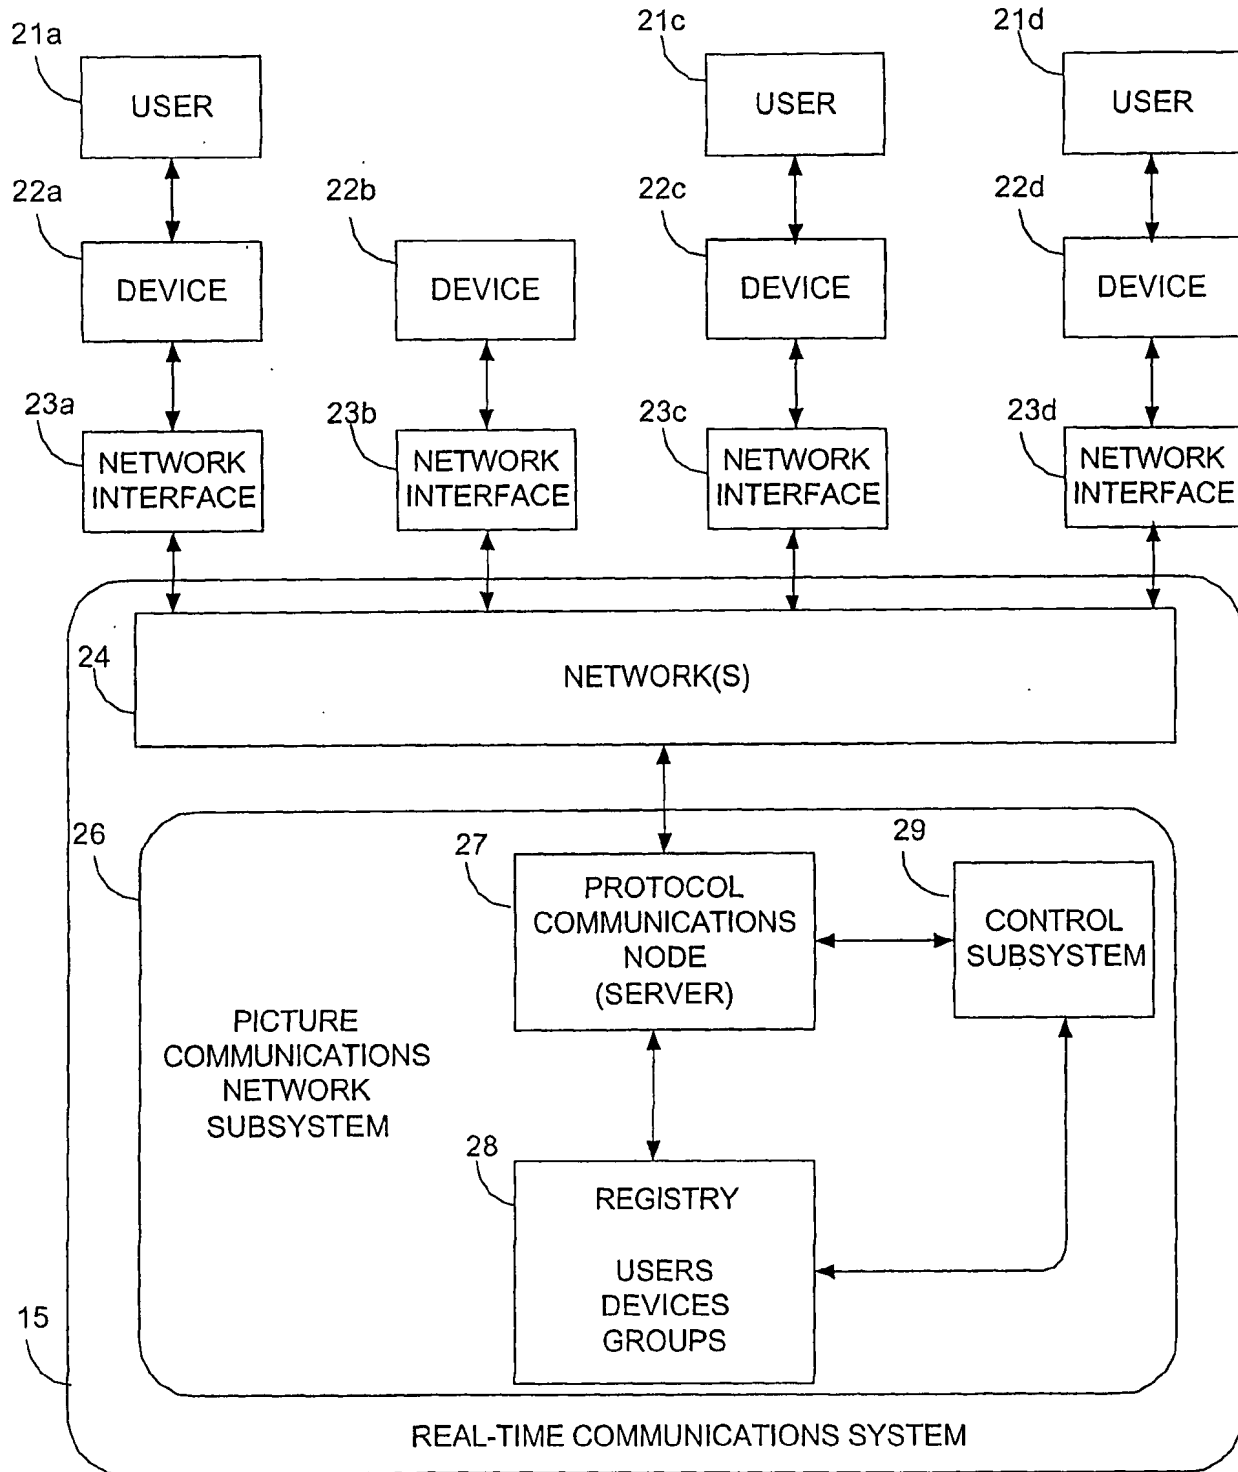 21a
21c
21d
USER
USER
USER
22a
22b
22c
22d
DEVICE
DEVICE
DEVICE
DEVICE
23a
23b
23c
23d
NETWORK
INTERFACE
NETWORK
INTERFACE
NETWORK
INTERFACE
NETWORK
INTERFACE
24
NETWORK(S)
26
27
29
PROTOCOL
COMMUNICATIONS
NODE
(SERVER)
CONTROL
SUBSYSTEM
PICTURE
COMMUNICATIONS
NETWORK
SUBSYSTEM
28
REGISTRY
USERS
DEVICES
GROUPS
15
REAL-TIME COMMUNICATIONS SYSTEM